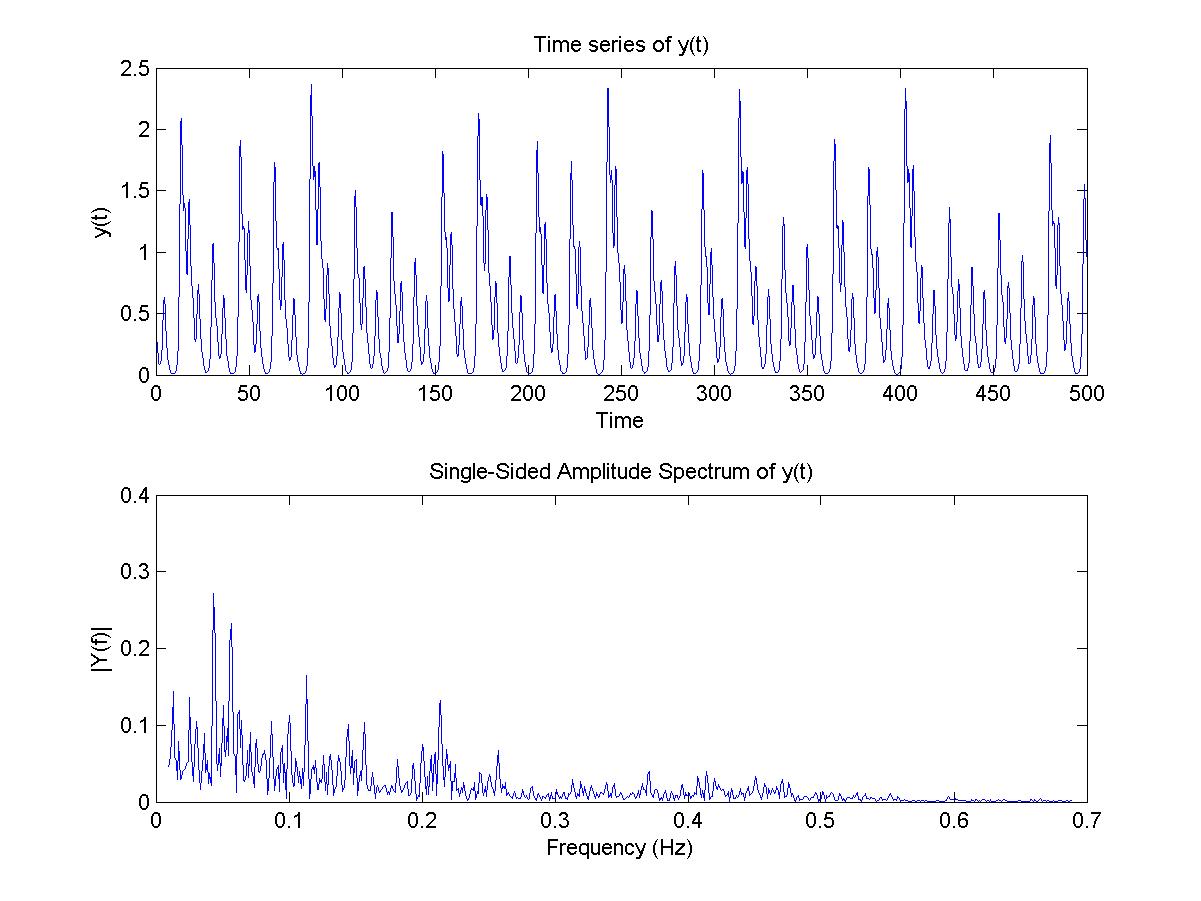 Time series of y(t)
2.5
2
1.5
1
0.5
0
y(t)
0 50 100 150 200 250 300 350 400 450 500
Time
Single-Sided Amplitude Spectrum of y(t)
0.4
0.3
0.2
0.1
0
|Y(f)|
0 0.1 0.2 0.3 0.4 0.5 0.6 0.7
Frequency (Hz)